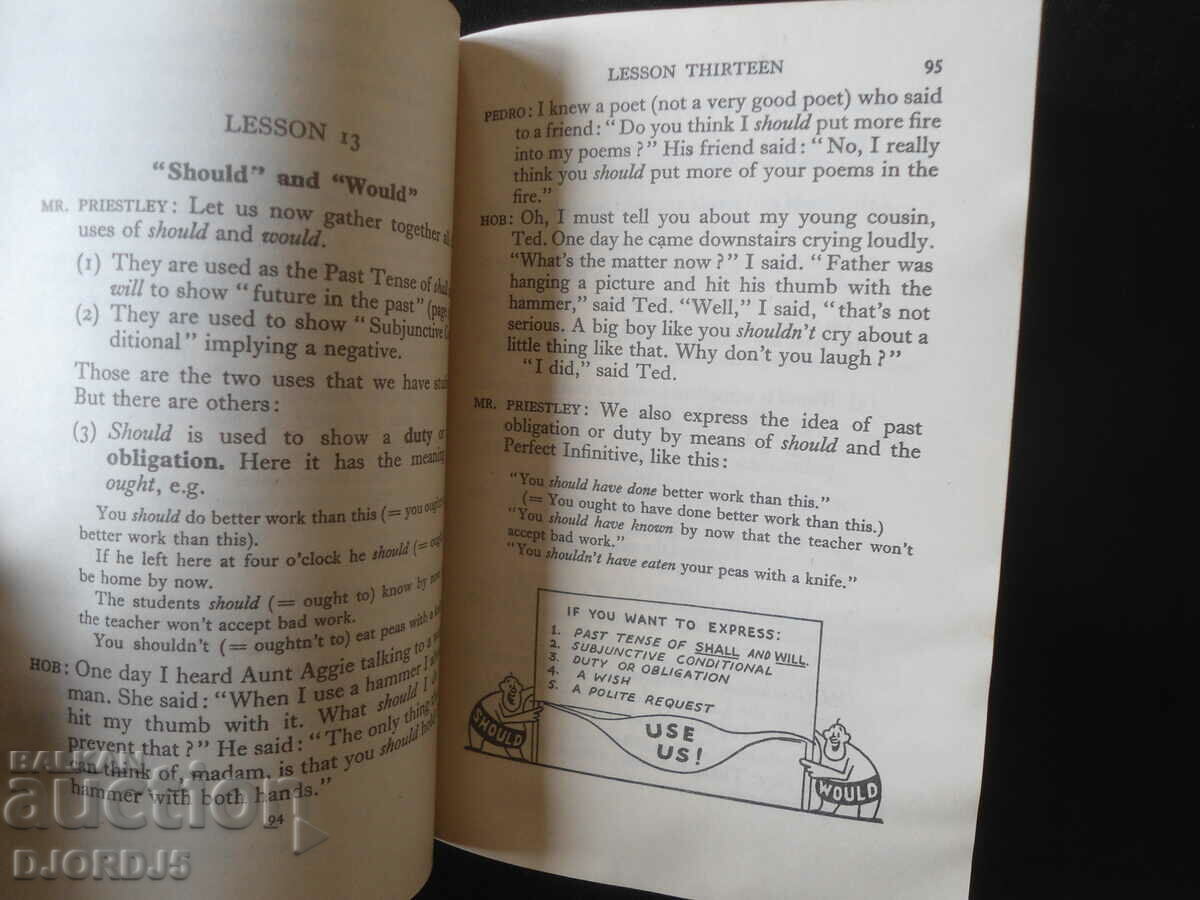 LESSON 13
"Should" and "Would"
MR. PRIESTLEY: Let us now gather together
uses of should and would.
(1) They are used as the Past Tense of
will to show "future in the past"
(2) They are used to show "Subjunctive
ditional" implying a negative.
Those are the two uses that we have
But there are others:
(3) Should is used to show a duty or
obligation. Here it has the meaning
ought, e.g.
You should do better work than this (= you
better work than this).
If he left here at four o'clock he should (=
be home by now.
The students should (= ought to) know by
the teacher won't accept bad work.
You shouldn't (= oughtn't to) eat peas with a
HOB: One day I heard Aunt Aggie talking to a
man. She said: "When I use a hammer I
hit my thumb with it. What should I
prevent that?" He said: "The only thing
can think of, madam, is that you should
hammer with both hands."
94
LESSON THIRTEEN 95
PEDRO: I knew a poet (not a very good poet) who said
to a friend: "Do you think I should put more fire
into my poems?" His friend said: "No, I really
think you should put more of your poems in the
fire."
HOB: Oh, I must tell you about my young cousin,
Ted. One day he came downstairs crying loudly.
"What's the matter now?" I said. "Father was
hanging a picture and hit his thumb with the
hammer," said Ted. "Well," I said, "that's not
serious. A big boy like you shouldn't cry about a
little thing like that. Why don't you laugh?"
"I did," said Ted.
MR. PRIESTLEY: We also express the idea of past
obligation or duty by means of should and the
Perfect Infinitive, like this:
"You should have done better work than this."
(= You ought to have done better work than this.)
"You should have known by now that the teacher won't
accept bad work."
"You shouldn't have eaten your peas with a knife."
IF YOU WANT TO EXPRESS:
1. PAST TENSE OF SHALL AND WILL.
2. SUBJUNCTIVE CONDITIONAL
3. DUTY OR OBLIGATION
4. A WISH
5. A POLITE REQUEST
USE
US!
SHOULD
WOULD
BALKAN
auction
DJORDJ5